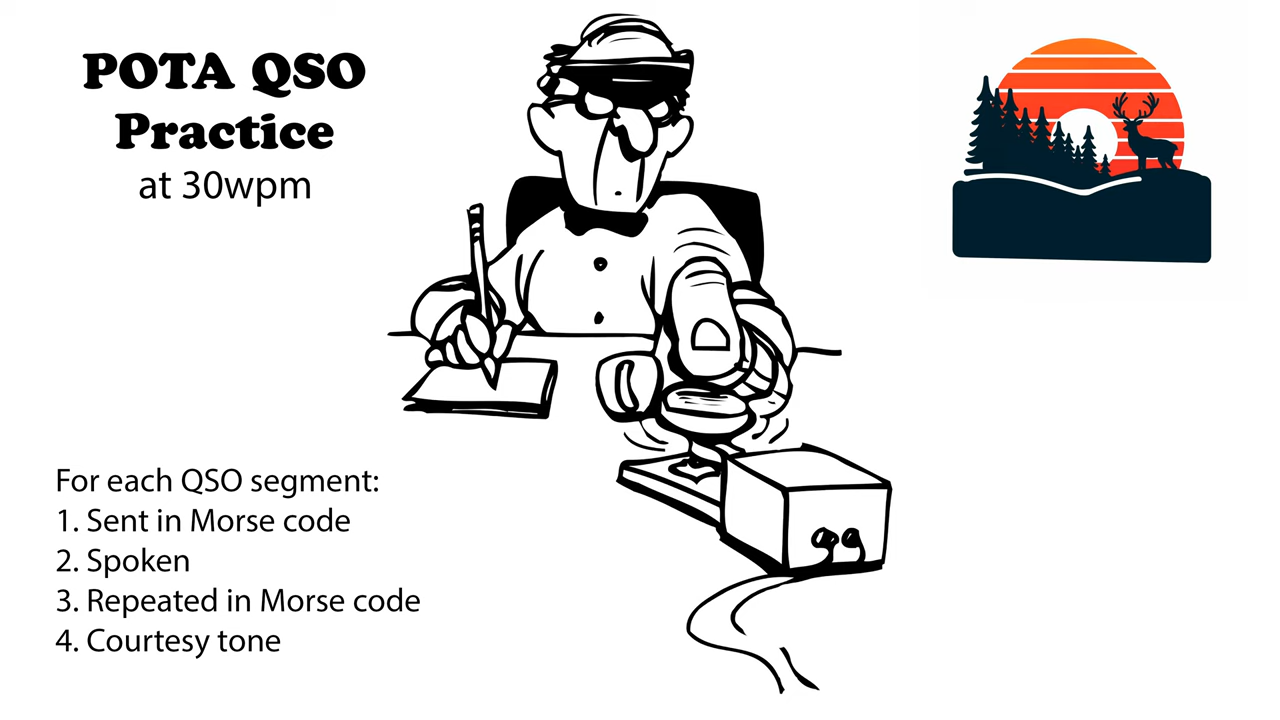 POTA QSO
Practice
at 30wpm
For each QSO segment:
1. Sent in Morse code
2. Spoken
3. Repeated in Morse code
4. Courtesy tone